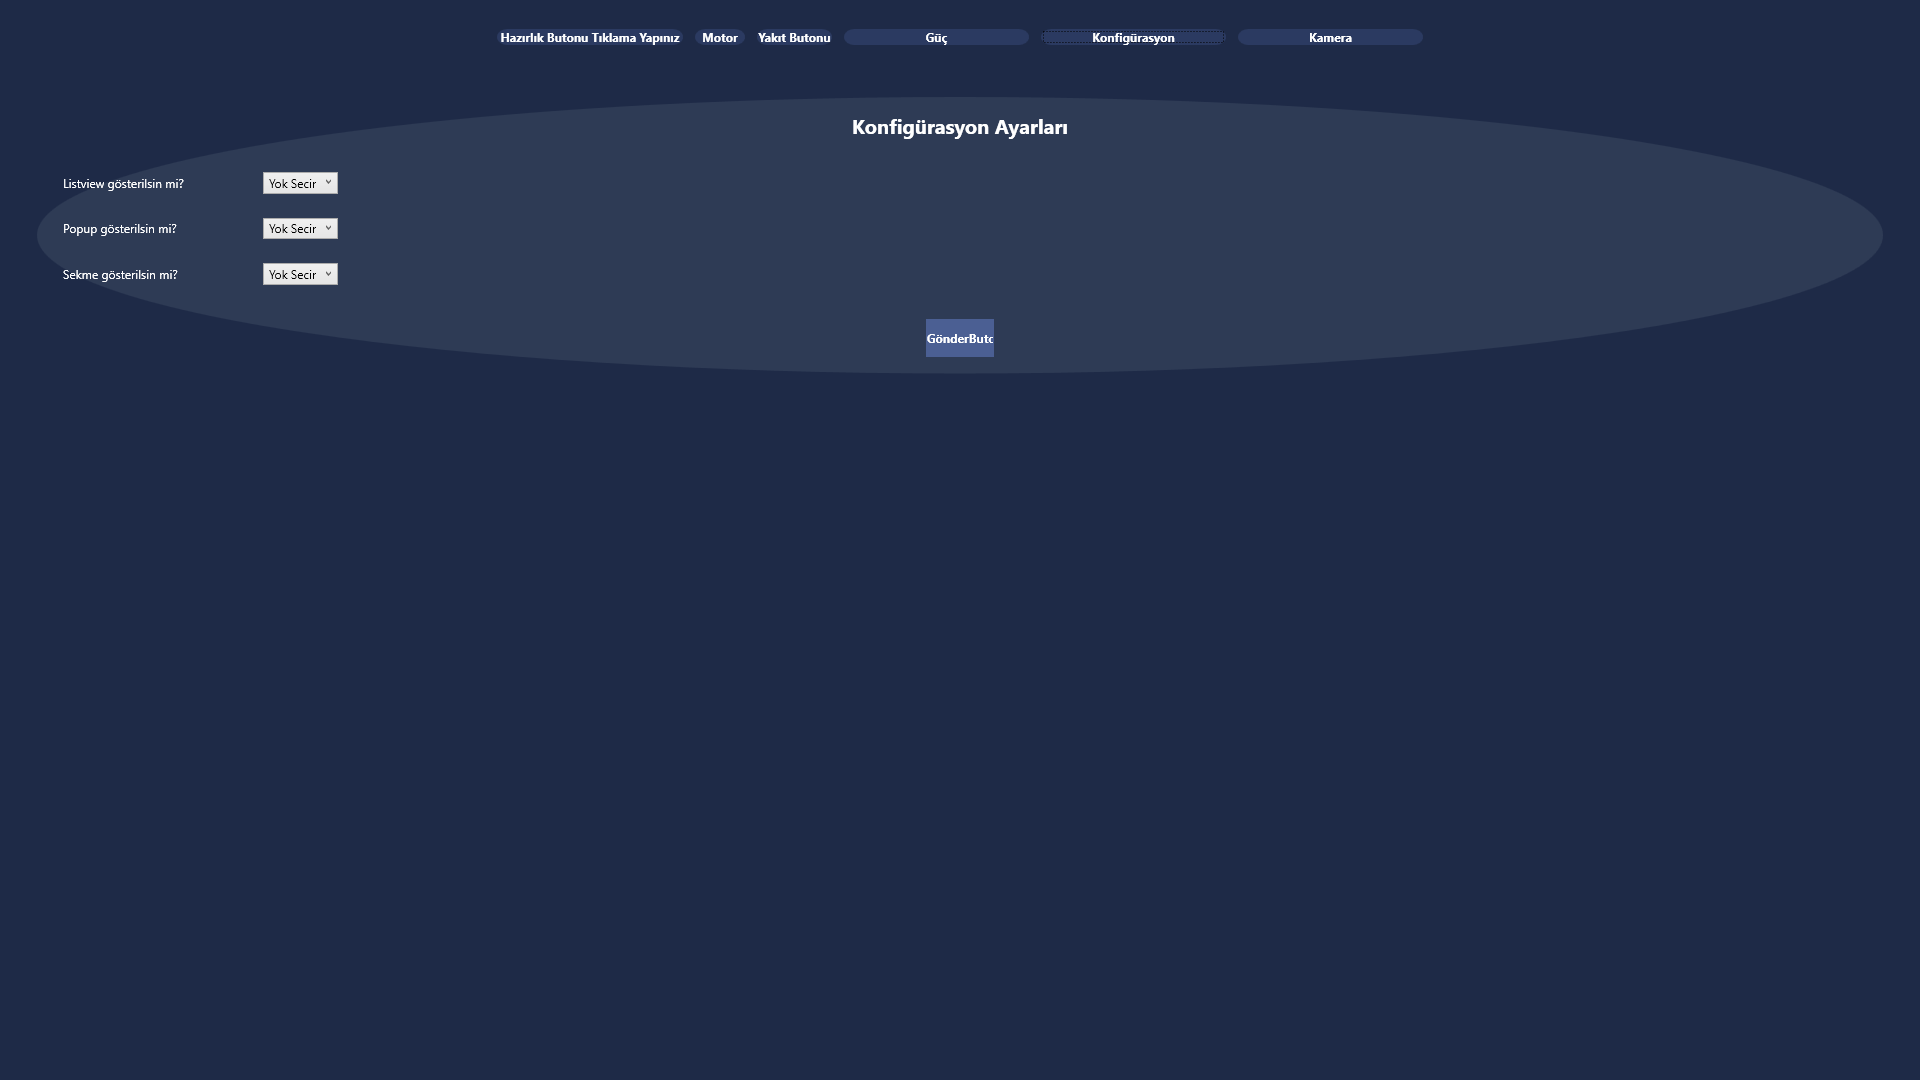 Hazırlık Butonu Tıklama Yapınız Motor Yakıt Butonu Güç Konfigürasyon Kamera
Konfigürasyon Ayarları
Listview gösterilsin mi? Yok Secir
Popup gösterilsin mi? Yok Secir
Sekme gösterilsin mi? Yok Secir
GönderButc